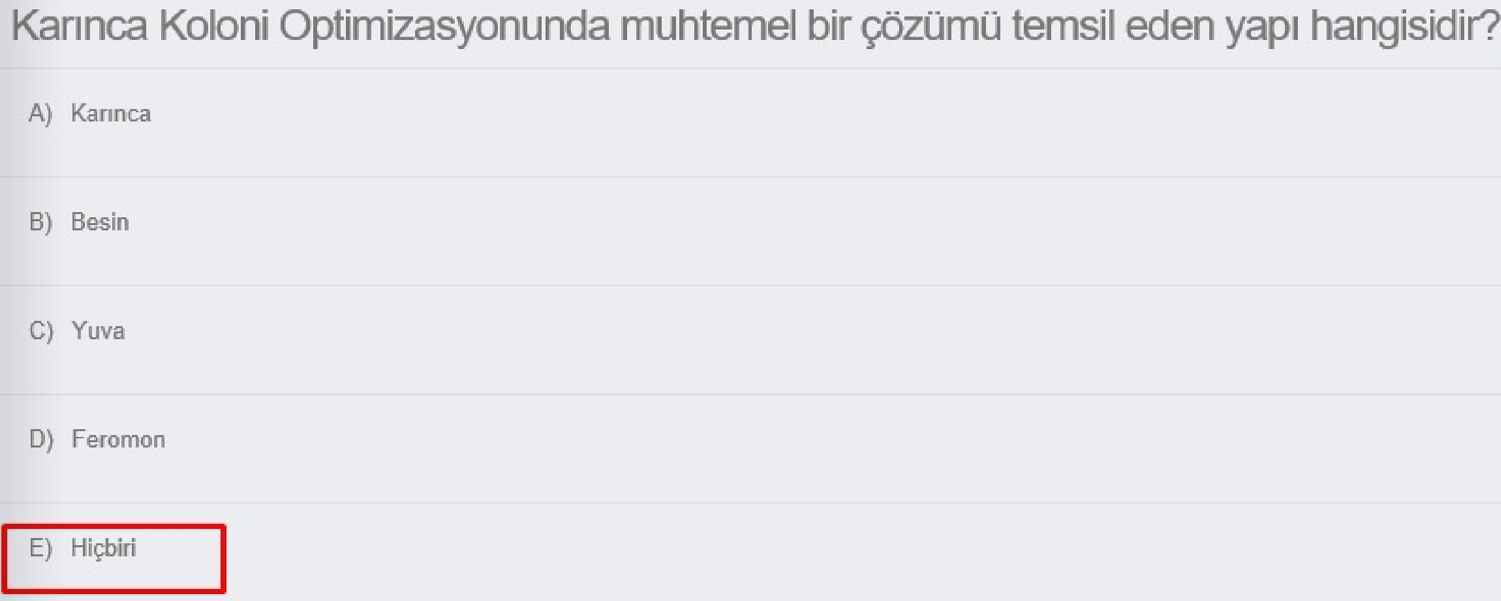 Karınca Koloni Optimizasyonunda muhtemel bir çözümü temsil eden yapı hangisidir?
A) Karınca
B) Besin
C) Yuva
D) Feromon
E) Hiçbiri